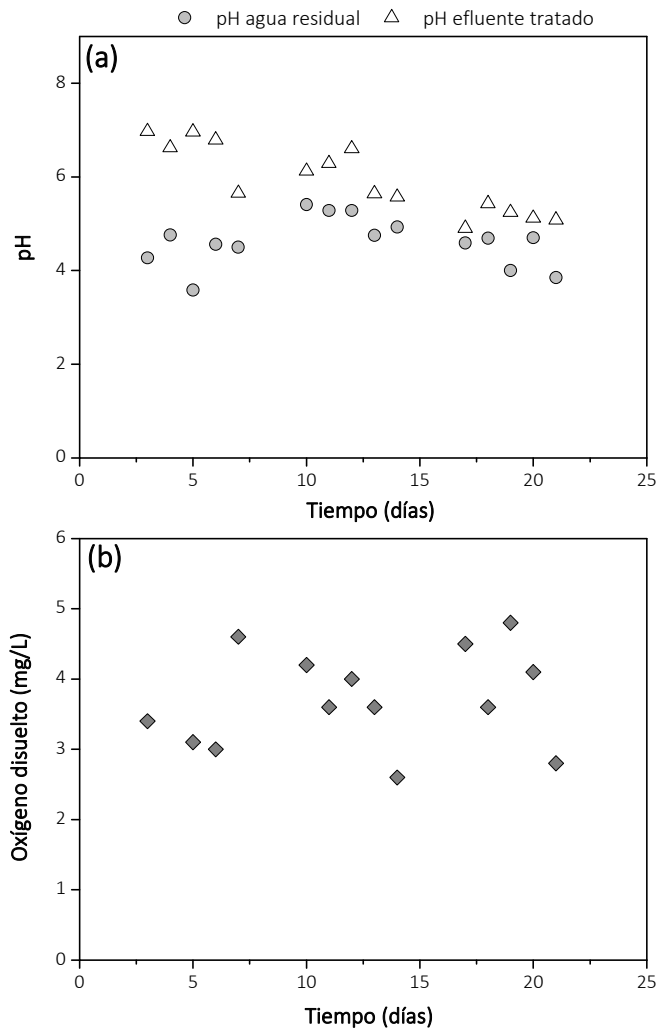 pH agua residual pH efluente tratado
(a)
8
6
4
2
0
pH
0 5 10 15 20 25
Tiempo (días)
(b)
6
5
4
3
2
1
0
Oxígeno disuelto (mg/L)
0 5 10 15 20 25
Tiempo (días)